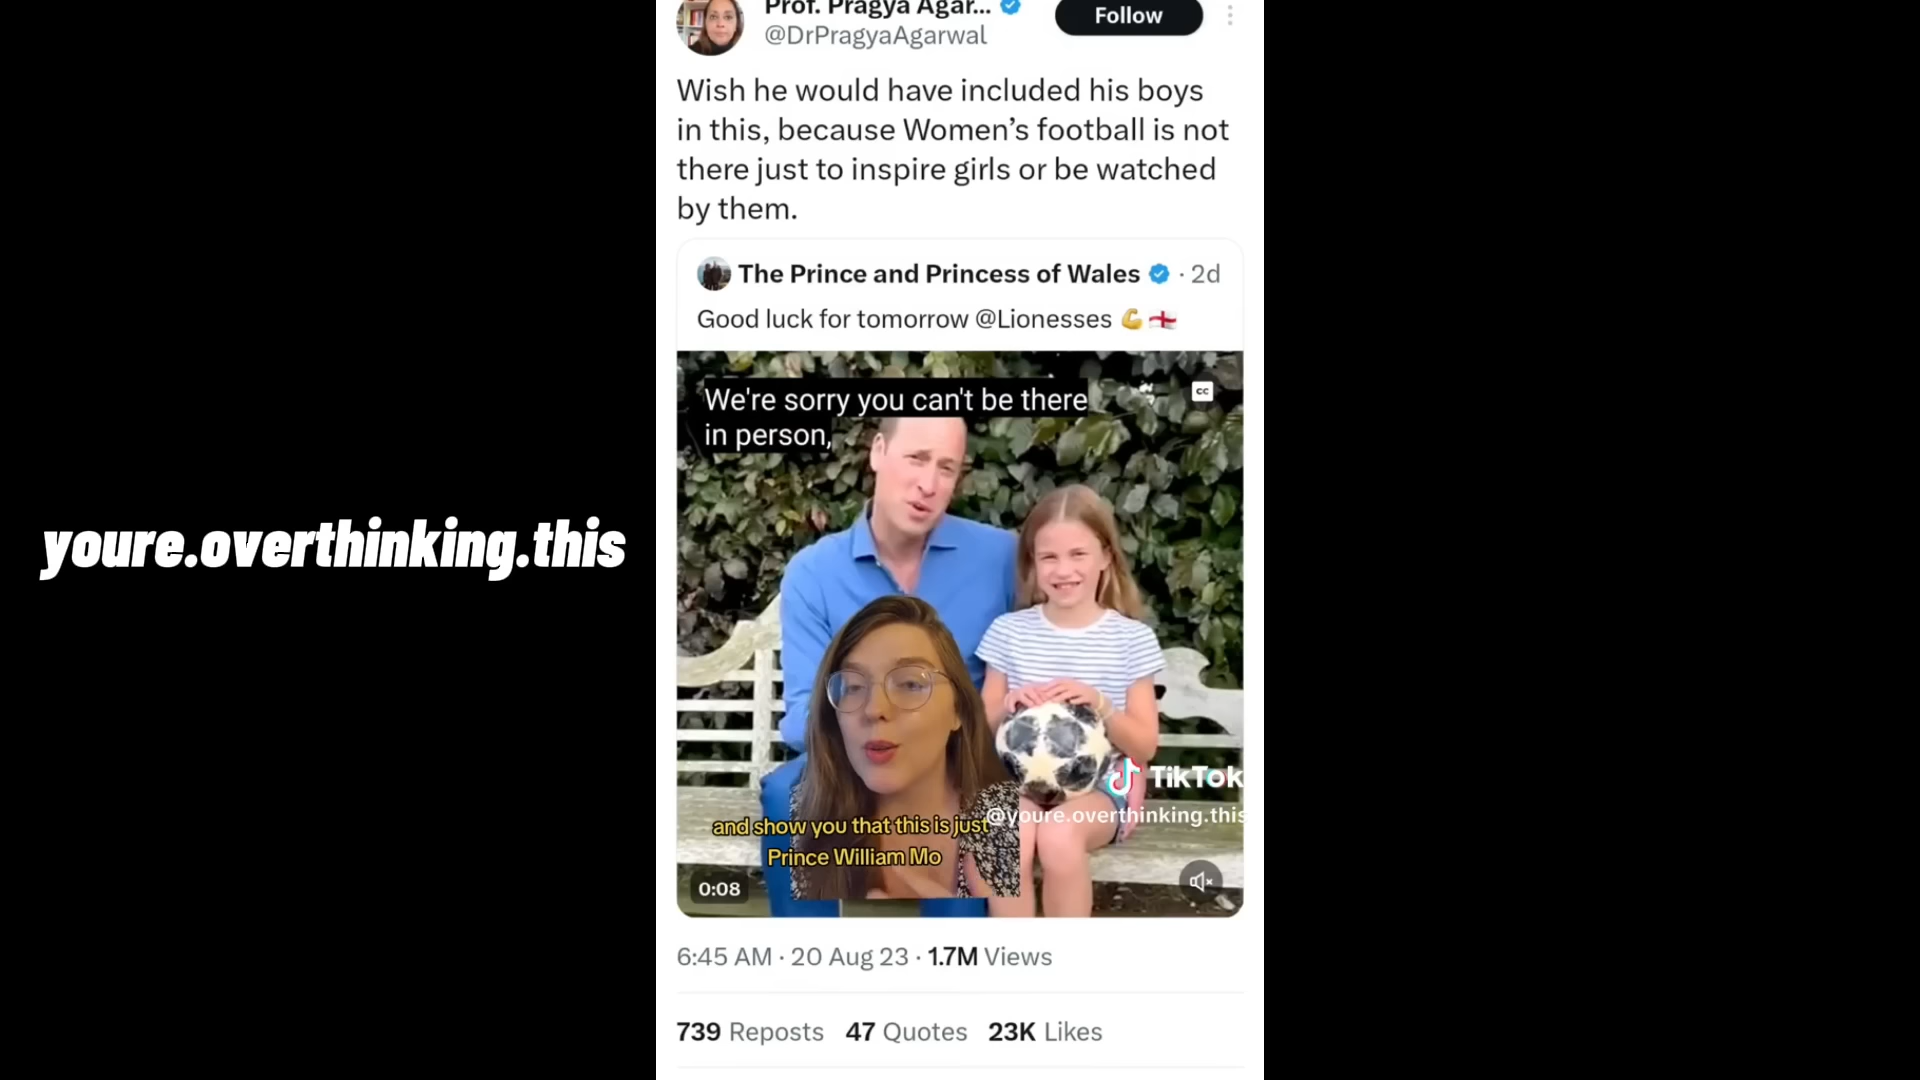 Prof. Pragya Agar...
Follow
@DrPragyaAgarwal
Wish he would have included his boys
in this, because Women’s football is not
there just to inspire girls or be watched
by them.
The Prince and Princess of Wales · 2d
Good luck for tomorrow @Lionesses 💪🏴󠁧󠁢󠁥󠁮󠁧󠁿
We're sorry you can't be there
in person,
CC
youre.overthinking.this
TikTok
@youre.overthinking.this
and show you that this is just
Prince William Mo
0:08
6:45 AM · 20 Aug 23 · 1.7M Views
739 Reposts 47 Quotes 23K Likes